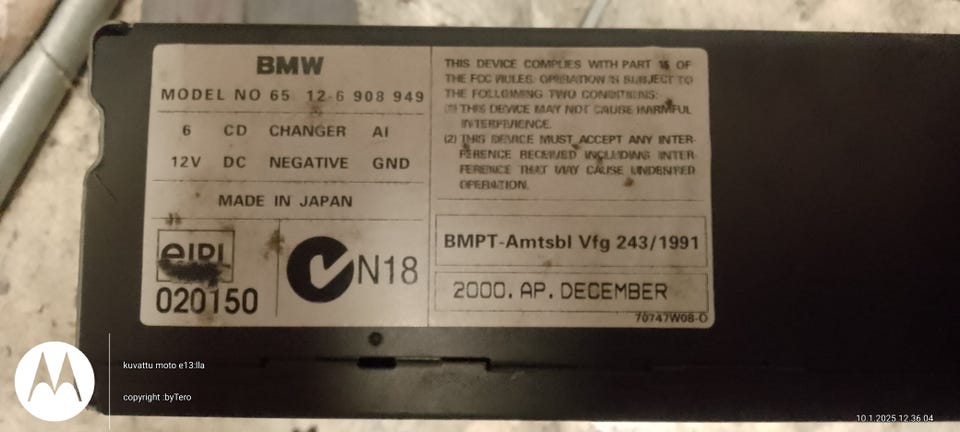 BMW
MODEL NO 65 12-6 908 949
6 CD CHANGER AI
12V DC NEGATIVE GND
MADE IN JAPAN
020150
N18
THIS DEVICE COMPLIES WITH PART 15 OF
THE FCC RULES. OPERATION IS SUBJECT TO
THE FOLLOWING TWO CONDITIONS:
(1) THIS DEVICE MAY NOT CAUSE HARMFUL
INTERFERENCE.
(2) THIS DEVICE MUST ACCEPT ANY INTER-
FERENCE RECEIVED INCLUDING INTER-
FERENCE THAT MAY CAUSE UNDENTRED
OPERATION.
BMPT-Amtsbl Vfg 243/1991
2000. AP. DECEMBER
70747W08-O
kuvattu moto e13:lla
copyright :byTero
10.1.2025 12.36.04